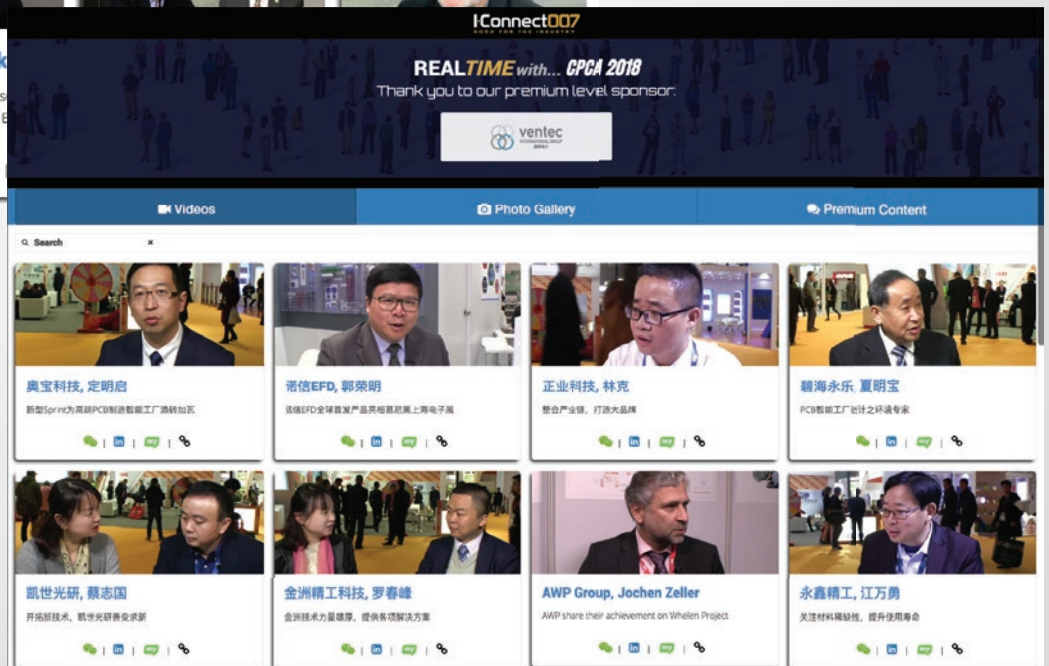 I-Connect007
GOOD FOR THE INDUSTRY
REALTIME with... CPCA 2018
Thank you to our premium level sponsor:
ventec
INTERNATIONAL GROUP
Videos
Photo Gallery
Premium Content
Search
奥宝科技, 定明启
新型Sprint为高端PCB制造智能工厂添砖加瓦
诺信EFD, 郭荣明
诺信EFD全球首发产品亮相慕尼黑上海电子展
正业科技, 林克
整合产业链，打造大品牌
碧海永乐, 夏明宝
PCB智能工厂设计之环境专家
凯世光研, 蔡志国
开拓新技术，凯世光研善变求新
金洲精工科技, 罗春峰
金洲技术力量雄厚，提供各项解决方案
AWP Group, Jochen Zeller
AWP share their achievement on Whelen Project
永鑫精工, 江万勇
关注材料稀缺性，提升使用寿命